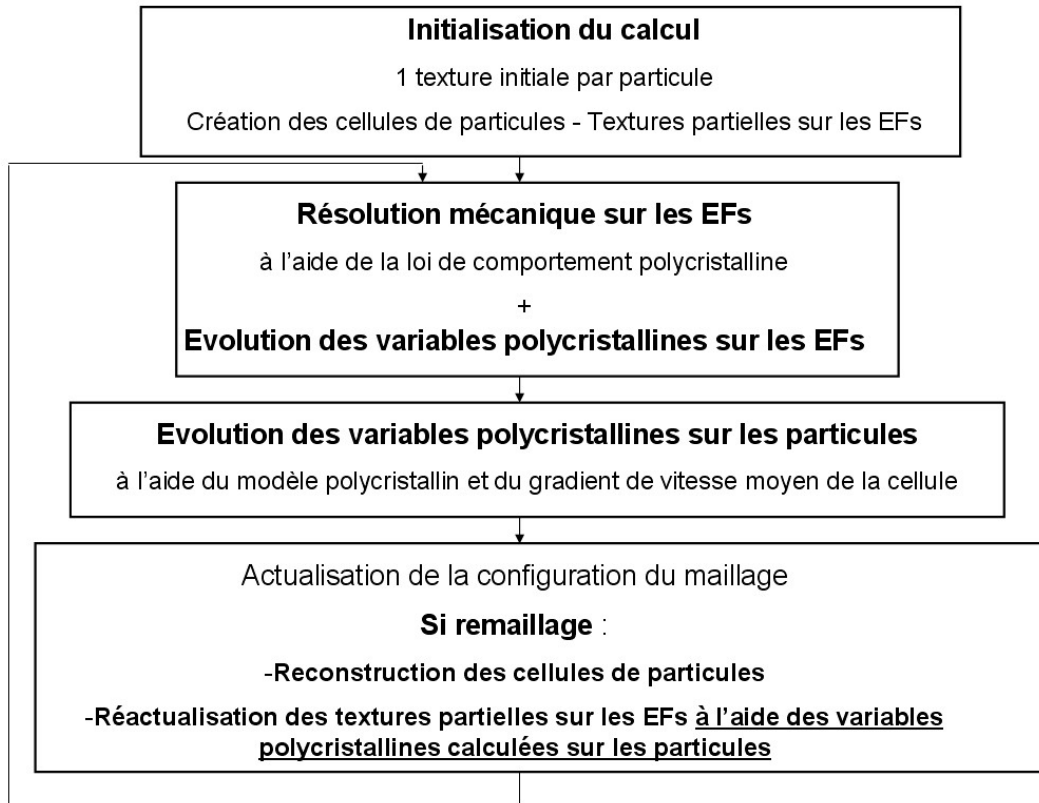 Initialisation du calcul
1 texture initiale par particule
Création des cellules de particules - Textures partielles sur les EFs
Résolution mécanique sur les EFs
à l'aide de la loi de comportement polycristalline
+
Evolution des variables polycristallines sur les EFs
Evolution des variables polycristallines sur les particules
à l'aide du modèle polycristallin et du gradient de vitesse moyen de la cellule
Actualisation de la configuration du maillage
Si remaillage :
-Reconstruction des cellules de particules
-Réactualisation des textures partielles sur les EFs à l'aide des variables
polycristallines calculées sur les particules